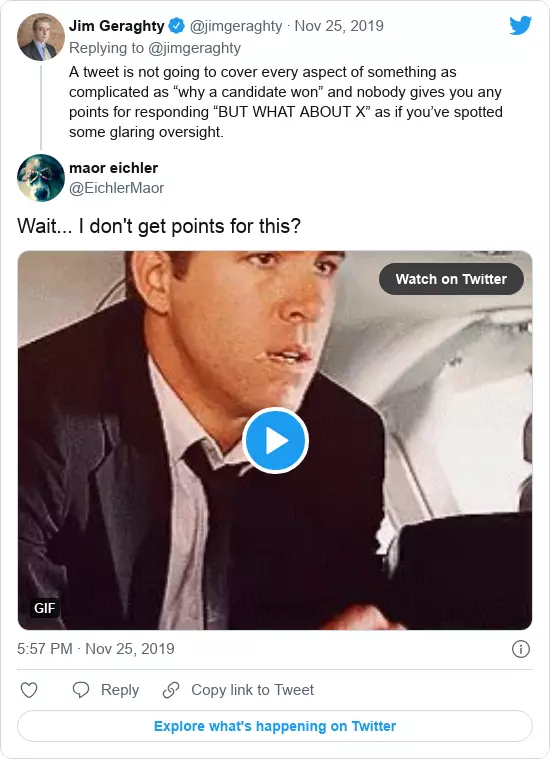 Jim Geraghty @jimgeraghty · Nov 25, 2019
Replying to @jimgeraghty
A tweet is not going to cover every aspect of something as
complicated as “why a candidate won” and nobody gives you any
points for responding “BUT WHAT ABOUT X” as if you’ve spotted
some glaring oversight.
maor eichler
@EichlerMaor
Wait... I don't get points for this?
Watch on Twitter
GIF
5:57 PM · Nov 25, 2019
Reply Copy link to Tweet
Explore what's happening on Twitter